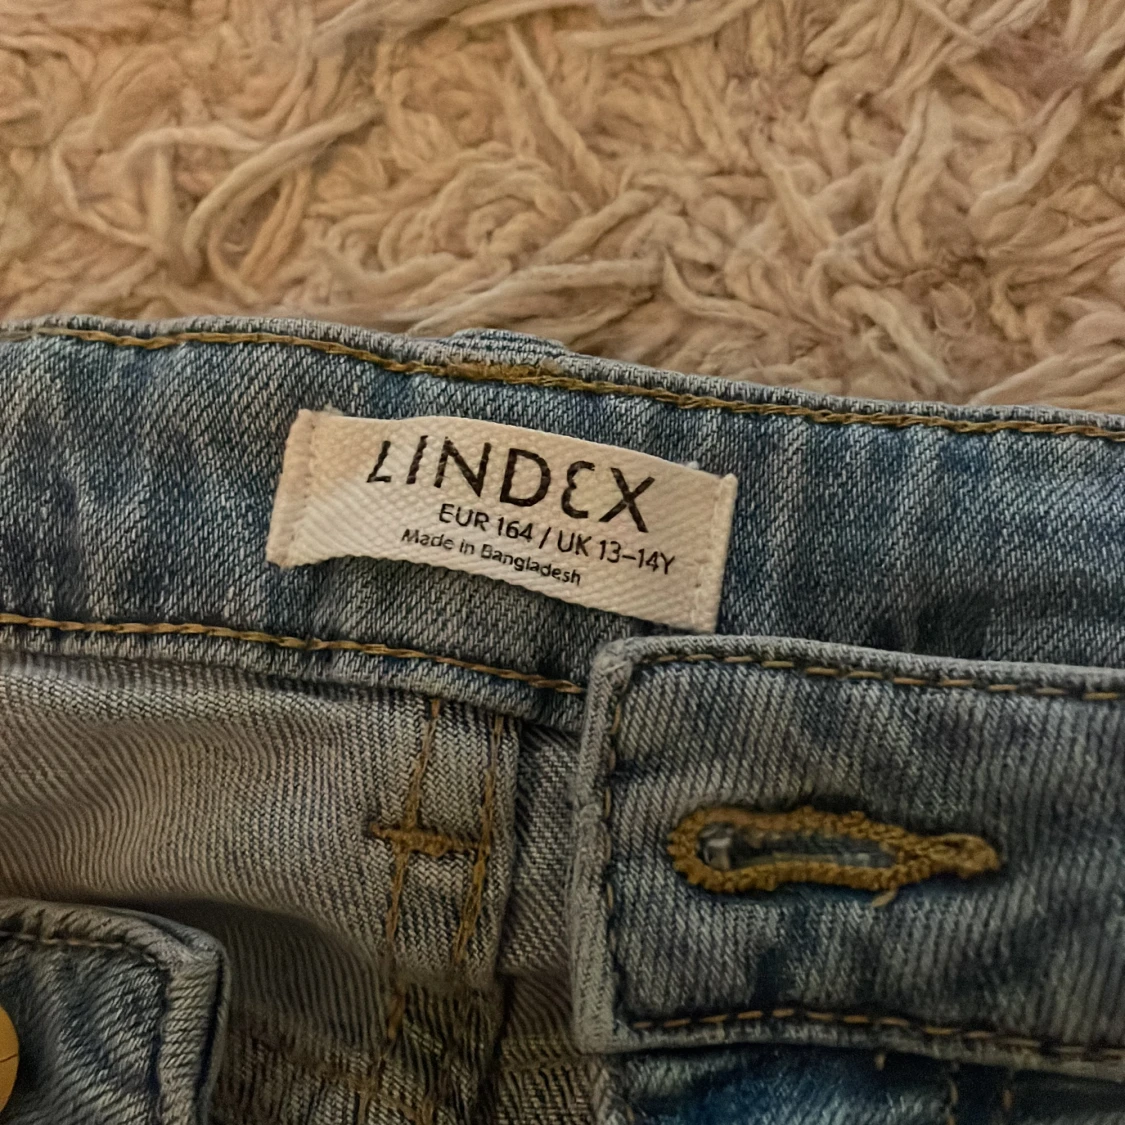 LINDEX
EUR 164 / UK 13–14Y
Made in Bangladesh